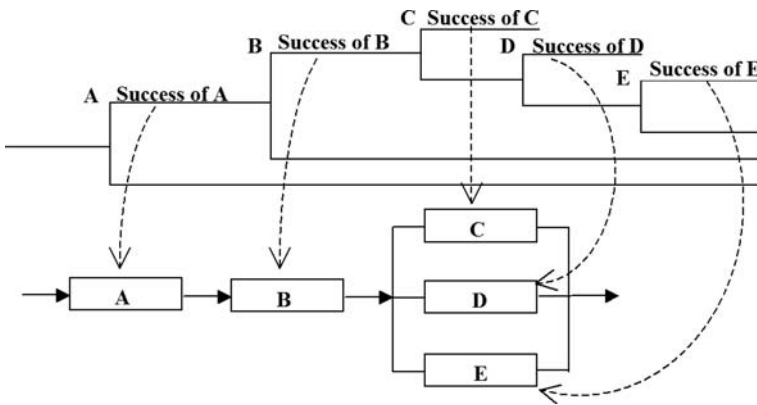 C Success of C
B Success of B
D Success of D
E Success of E
A Success of A
C
A
B
D
E